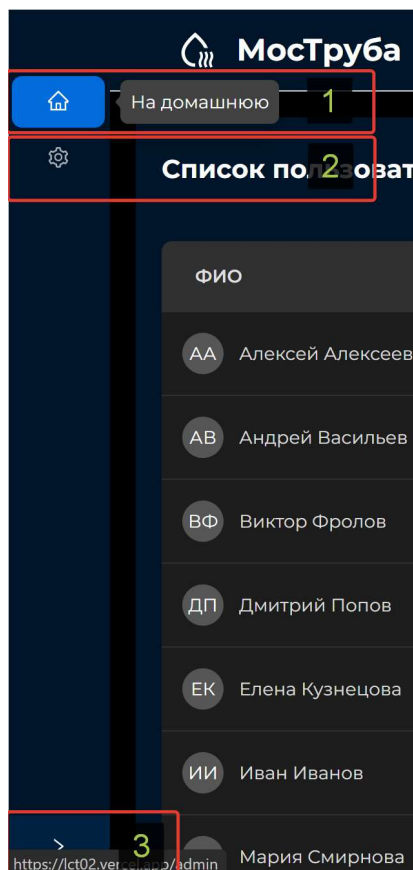 МосТруба
На домашнюю
1
2
Список
ФИО
АА Алексей Алексеев
АВ Андрей Васильев
ВФ Виктор Фролов
ДП Дмитрий Попов
ЕК Елена Кузнецова
ИИ Иван Иванов
3
Мария Смирнова
https://lct02.vercel.app/admin